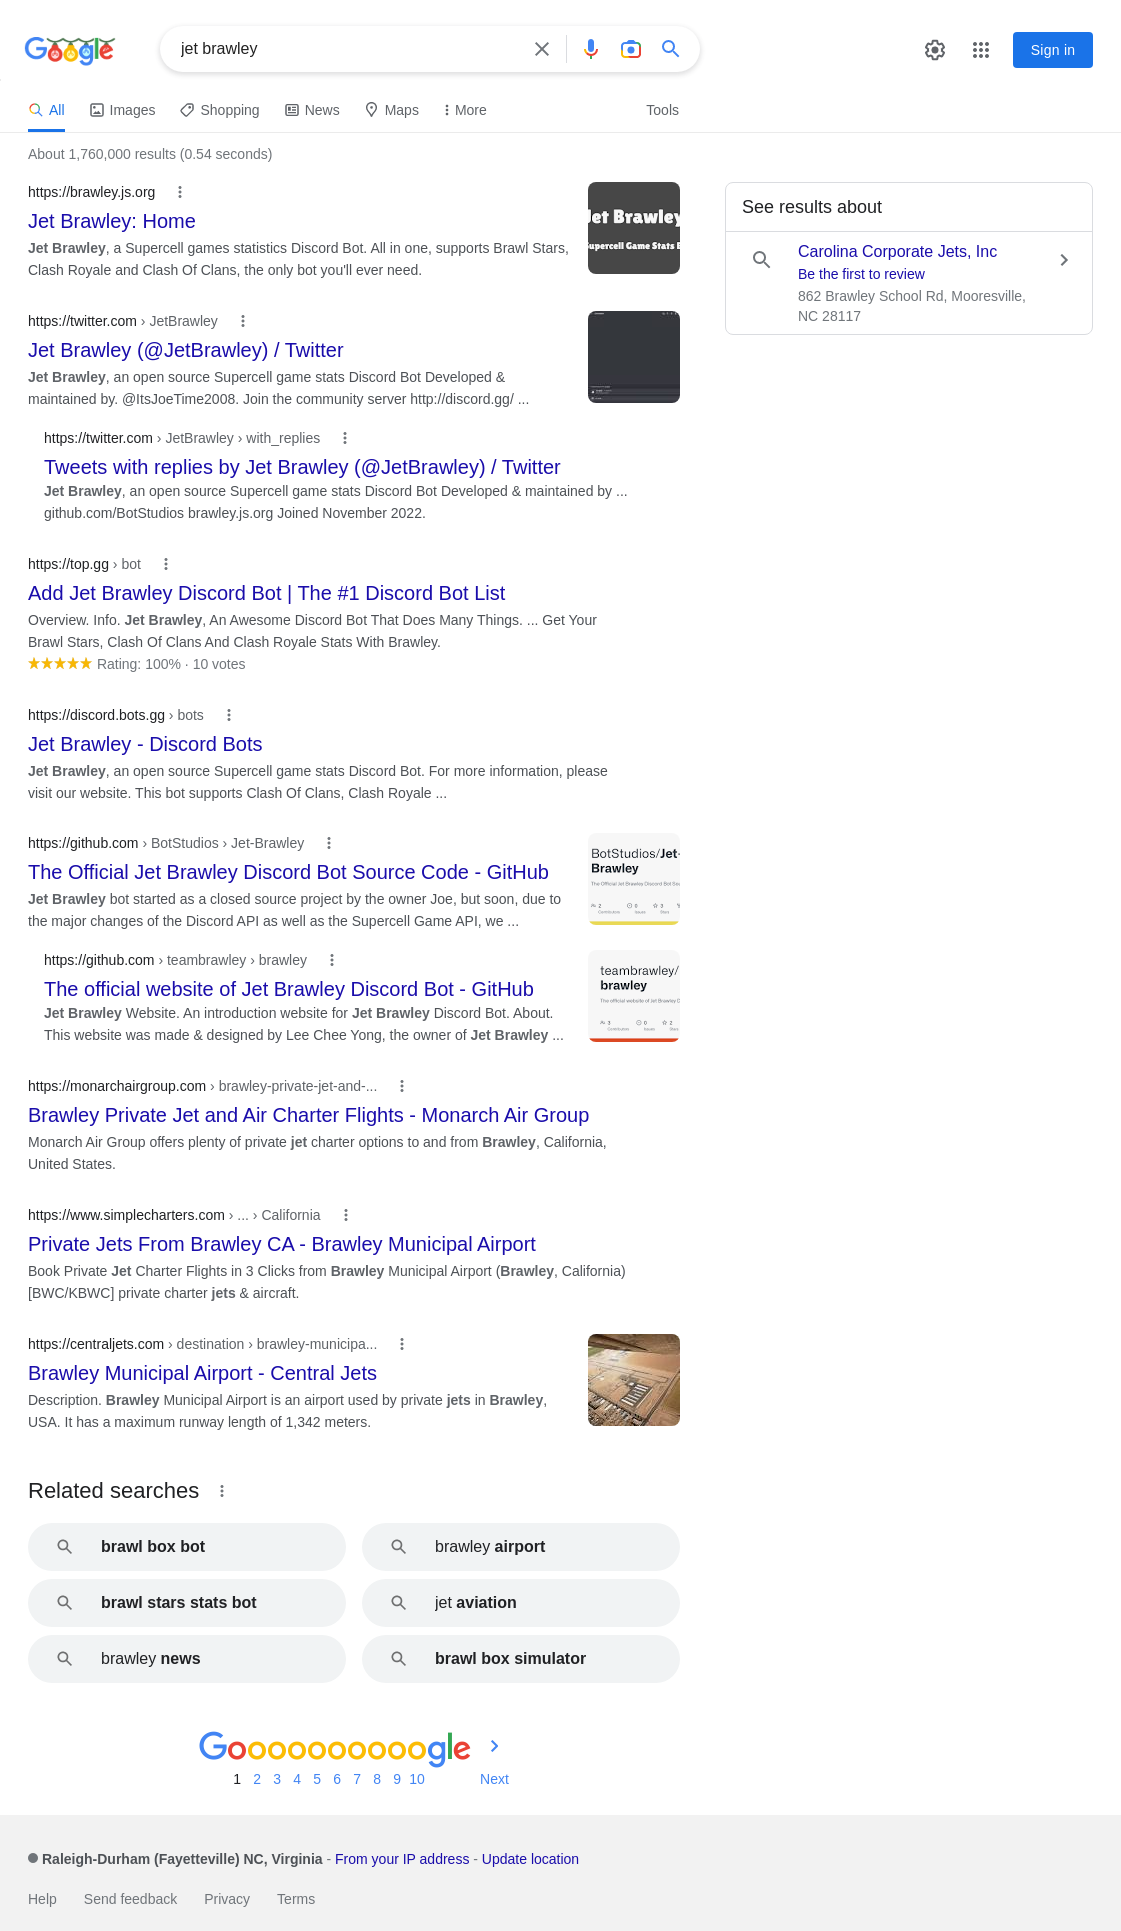 Google
jet brawley
Sign in
All
Images
Shopping
News
Maps
More
Tools
About 1,760,000 results (0.54 seconds)
https://brawley.js.org
Jet Brawley: Home
Jet Brawley, a Supercell games statistics Discord Bot. All in one, supports Brawl Stars,
Clash Royale and Clash Of Clans, the only bot you'll ever need.
Jet Brawley
Supercell Game Stats
https://twitter.com › JetBrawley
Jet Brawley (@JetBrawley) / Twitter
Jet Brawley, an open source Supercell game stats Discord Bot Developed &
maintained by. @ItsJoeTime2008. Join the community server http://discord.gg/ ...
https://twitter.com › JetBrawley › with_replies
Tweets with replies by Jet Brawley (@JetBrawley) / Twitter
Jet Brawley, an open source Supercell game stats Discord Bot Developed & maintained by ...
github.com/BotStudios brawley.js.org Joined November 2022.
https://top.gg › bot
Add Jet Brawley Discord Bot | The #1 Discord Bot List
Overview. Info. Jet Brawley, An Awesome Discord Bot That Does Many Things. ... Get Your
Brawl Stars, Clash Of Clans And Clash Royale Stats With Brawley.
Rating: 100% · 10 votes
https://discord.bots.gg › bots
Jet Brawley - Discord Bots
Jet Brawley, an open source Supercell game stats Discord Bot. For more information, please
visit our website. This bot supports Clash Of Clans, Clash Royale ...
https://github.com › BotStudios › Jet-Brawley
The Official Jet Brawley Discord Bot Source Code - GitHub
Jet Brawley bot started as a closed source project by the owner Joe, but soon, due to
the major changes of the Discord API as well as the Supercell Game API, we ...
BotStudios/Jet-
Brawley
The Official Jet Brawley Discord Bot
2 0 3
Contributors Issues Stars
https://github.com › teambrawley › brawley
The official website of Jet Brawley Discord Bot - GitHub
Jet Brawley Website. An introduction website for Jet Brawley Discord Bot. About.
This website was made & designed by Lee Chee Yong, the owner of Jet Brawley ...
teambrawley/
brawley
The official website of Jet Brawley
3 0 2
Contributors Issues Stars
https://monarchairgroup.com › brawley-private-jet-and-...
Brawley Private Jet and Air Charter Flights - Monarch Air Group
Monarch Air Group offers plenty of private jet charter options to and from Brawley, California,
United States.
https://www.simplecharters.com › ... › California
Private Jets From Brawley CA - Brawley Municipal Airport
Book Private Jet Charter Flights in 3 Clicks from Brawley Municipal Airport (Brawley, California)
[BWC/KBWC] private charter jets & aircraft.
https://centraljets.com › destination › brawley-municipa...
Brawley Municipal Airport - Central Jets
Description. Brawley Municipal Airport is an airport used by private jets in Brawley,
USA. It has a maximum runway length of 1,342 meters.
See results about
Carolina Corporate Jets, Inc
Be the first to review
862 Brawley School Rd, Mooresville,
NC 28117
Related searches
brawl box bot
brawley airport
brawl stars stats bot
jet aviation
brawley news
brawl box simulator
Goooooooooogle
1 2 3 4 5 6 7 8 9 10 Next
Raleigh-Durham (Fayetteville) NC, Virginia - From your IP address - Update location
Help Send feedback Privacy Terms